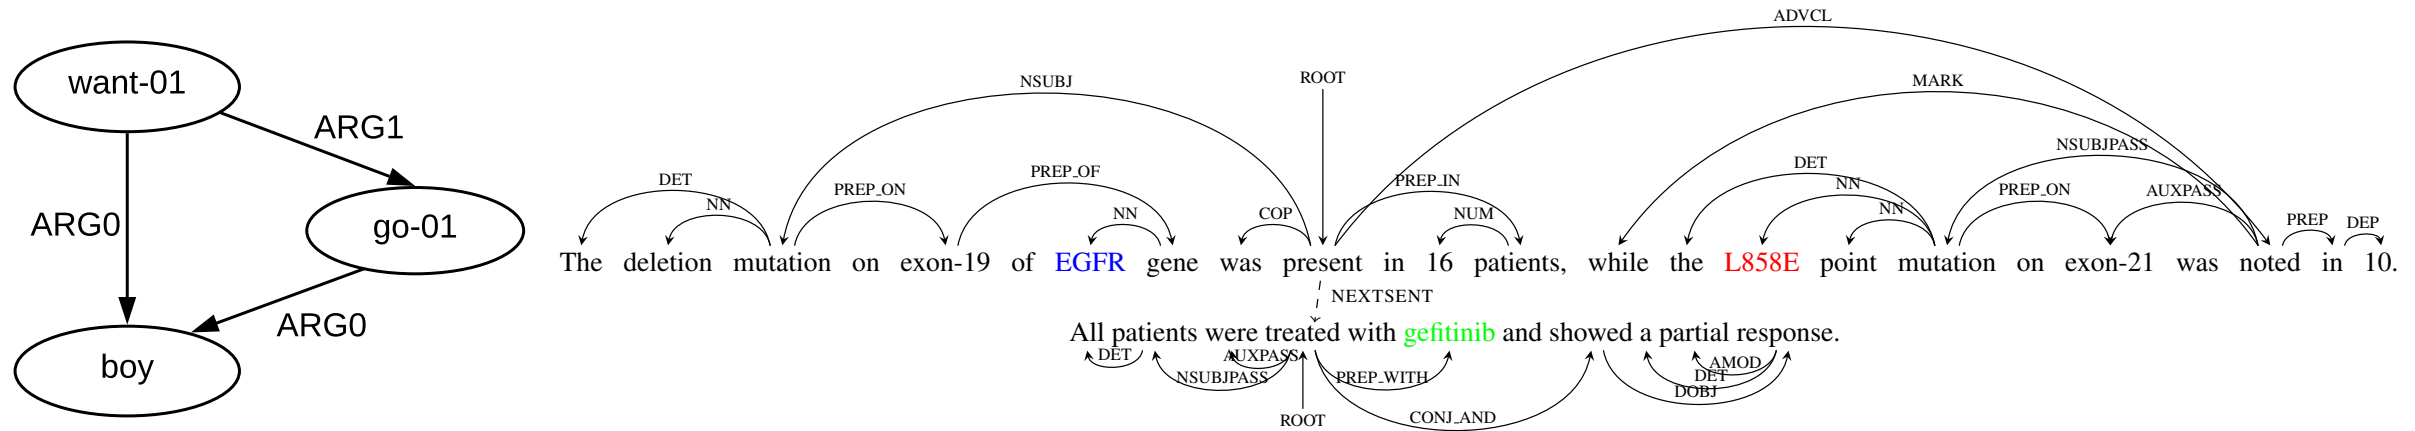 want-01
ARG1
ARG0
go-01
ARG0
boy
ADVCL
ROOT
NSUBJ
MARK
NSUBJPASS
DET
PREP_OF
DET
PREP_IN
NN
PREP_ON
PREP_ON
AUXPASS
NN
NN
COP
NUM
NN
PREP
DEP
The deletion mutation on exon-19 of EGFR gene was present in 16 patients, while the L858E point mutation on exon-21 was noted in 10.
NEXTSENT
All patients were treated with gefitinib and showed a partial response.
DET
AUXPASS
AMOD
NSUBJPASS
PREP_WITH
DET
DOBJ
ROOT
CONJ_AND